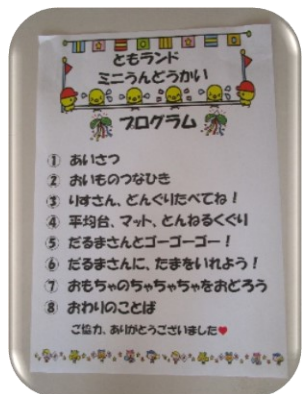 ともランド
ミニうんどうかい
プログラム
① あいさつ
② おいものつなひき
③ りすさん、どんぐりたべてね！
④ 平均台、マット、とんねるくぐり
⑤ だるまさんとゴーゴーゴー！
⑥ だるまさんに、たまをいれよう！
⑦ おもちゃのちゃちゃちゃをおどろう
⑧ おわりのことば
ご協力、ありがとうございました♥